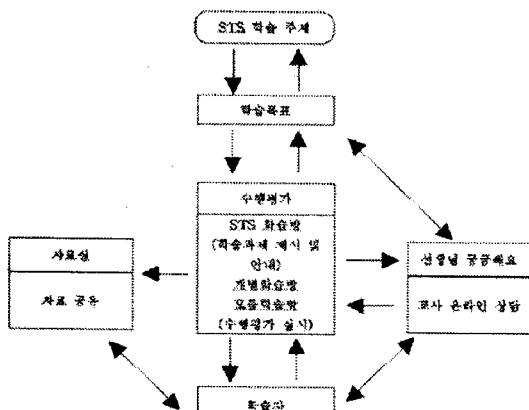 STS 학습 주제
학습목표
수행평가
STS 학습방
(학습과제 제시 및
안내)
개별학습방
모둠학습방
(수행평가 실시)
자료실
자료 공유
선생님 궁금해요
교사 온라인 상담
학습자